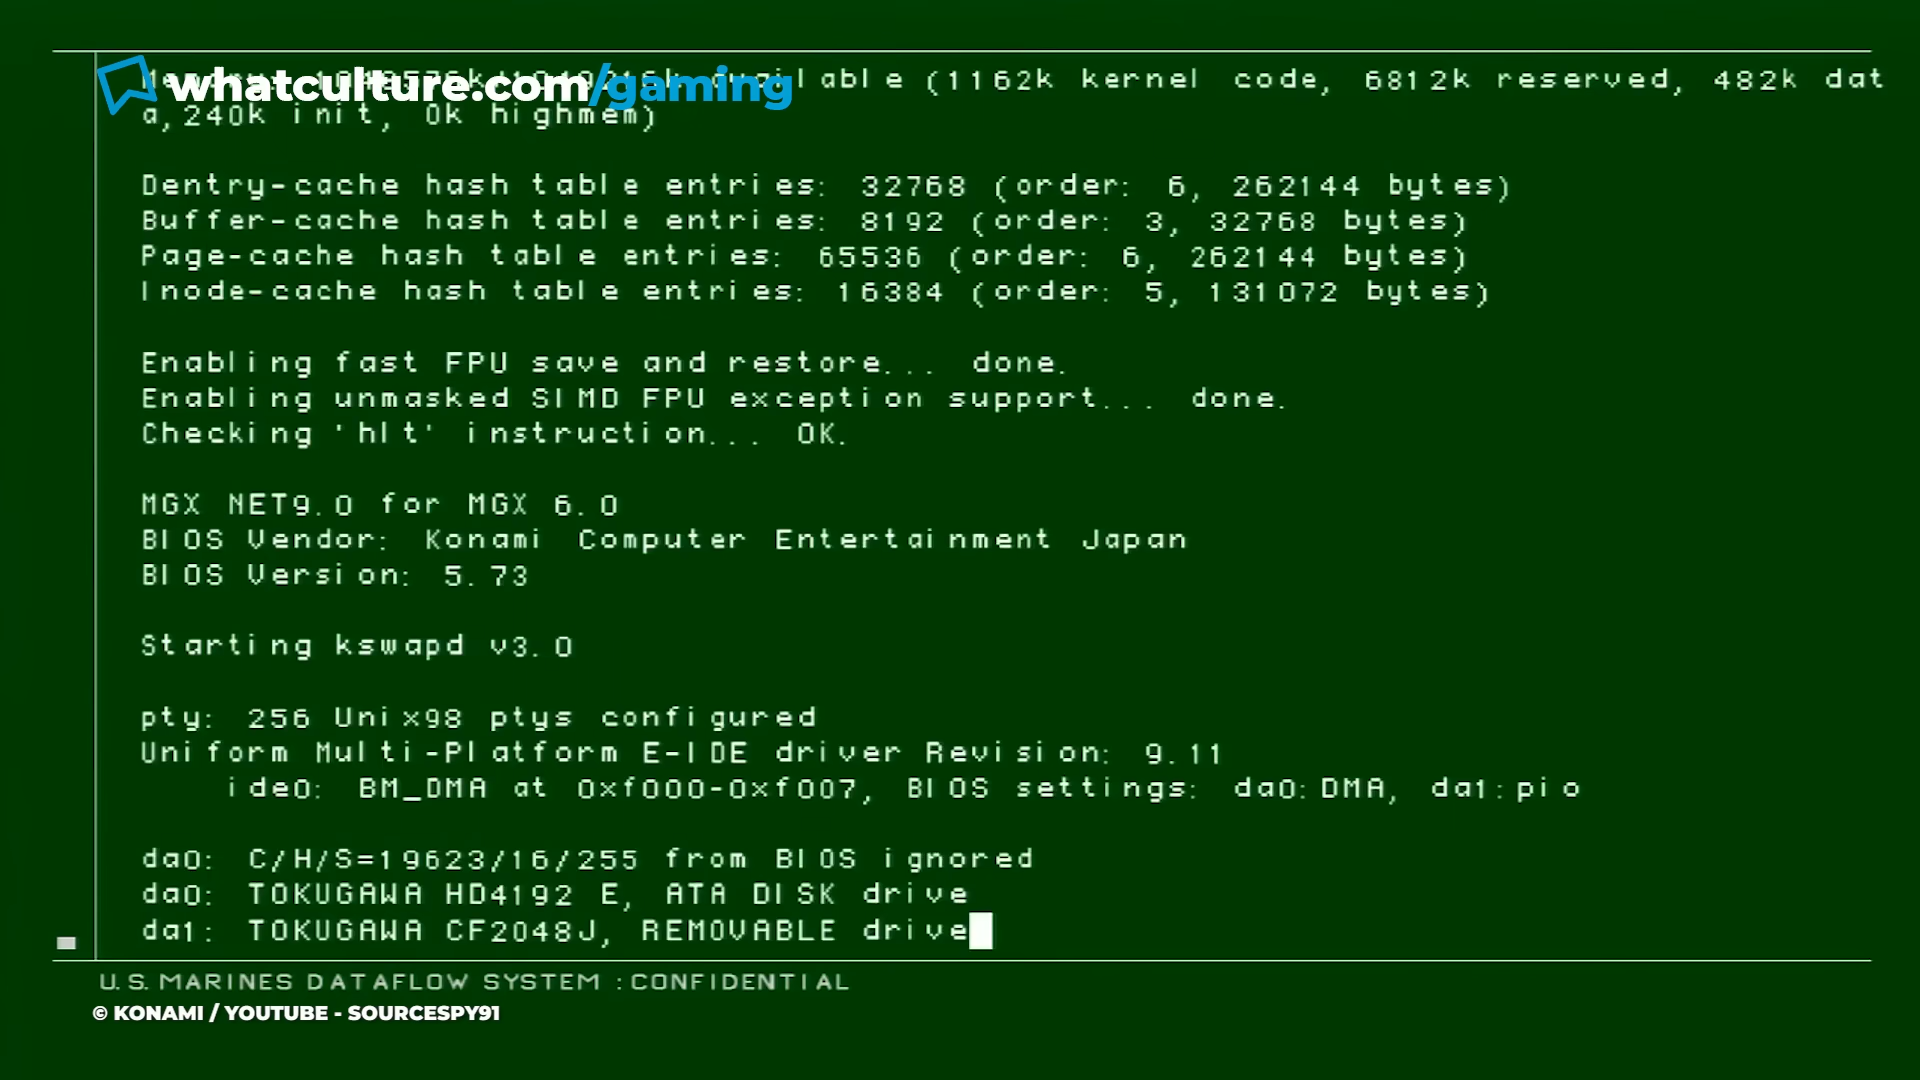 whatculture.com/gaming
available (1162k kernel code, 6812k reserved, 482k dat
a,240k init, 0k highmem)
Dentry-cache hash table entries: 32768 (order: 6, 262144 bytes)
Buffer-cache hash table entries: 8192 (order: 3, 32768 bytes)
Page-cache hash table entries: 65536 (order: 6, 262144 bytes)
Inode-cache hash table entries: 16384 (order: 5, 131072 bytes)
Enabling fast FPU save and restore... done.
Enabling unmasked SIMD FPU exception support... done.
Checking 'hlt' instruction... OK.
MGX NET9.0 for MGX 6.0
BIOS Vendor: Konami Computer Entertainment Japan
BIOS Version: 5.73
Starting kswapd v3.0
pty: 256 Unix98 ptys configured
Uniform Multi-Platform E-IDE driver Revision: 9.11
ide0: BM_DMA at 0xf000-0xf007, BIOS settings: da0:DMA, da1:pio
da0: C/H/S=19623/16/255 from BIOS ignored
da0: TOKUGAWA HD4192 E, ATA DISK drive
da1: TOKUGAWA CF2048J, REMOVABLE drive
U.S.MARINES DATAFLOW SYSTEM :CONFIDENTIAL
© KONAMI / YOUTUBE - SOURCESPY91